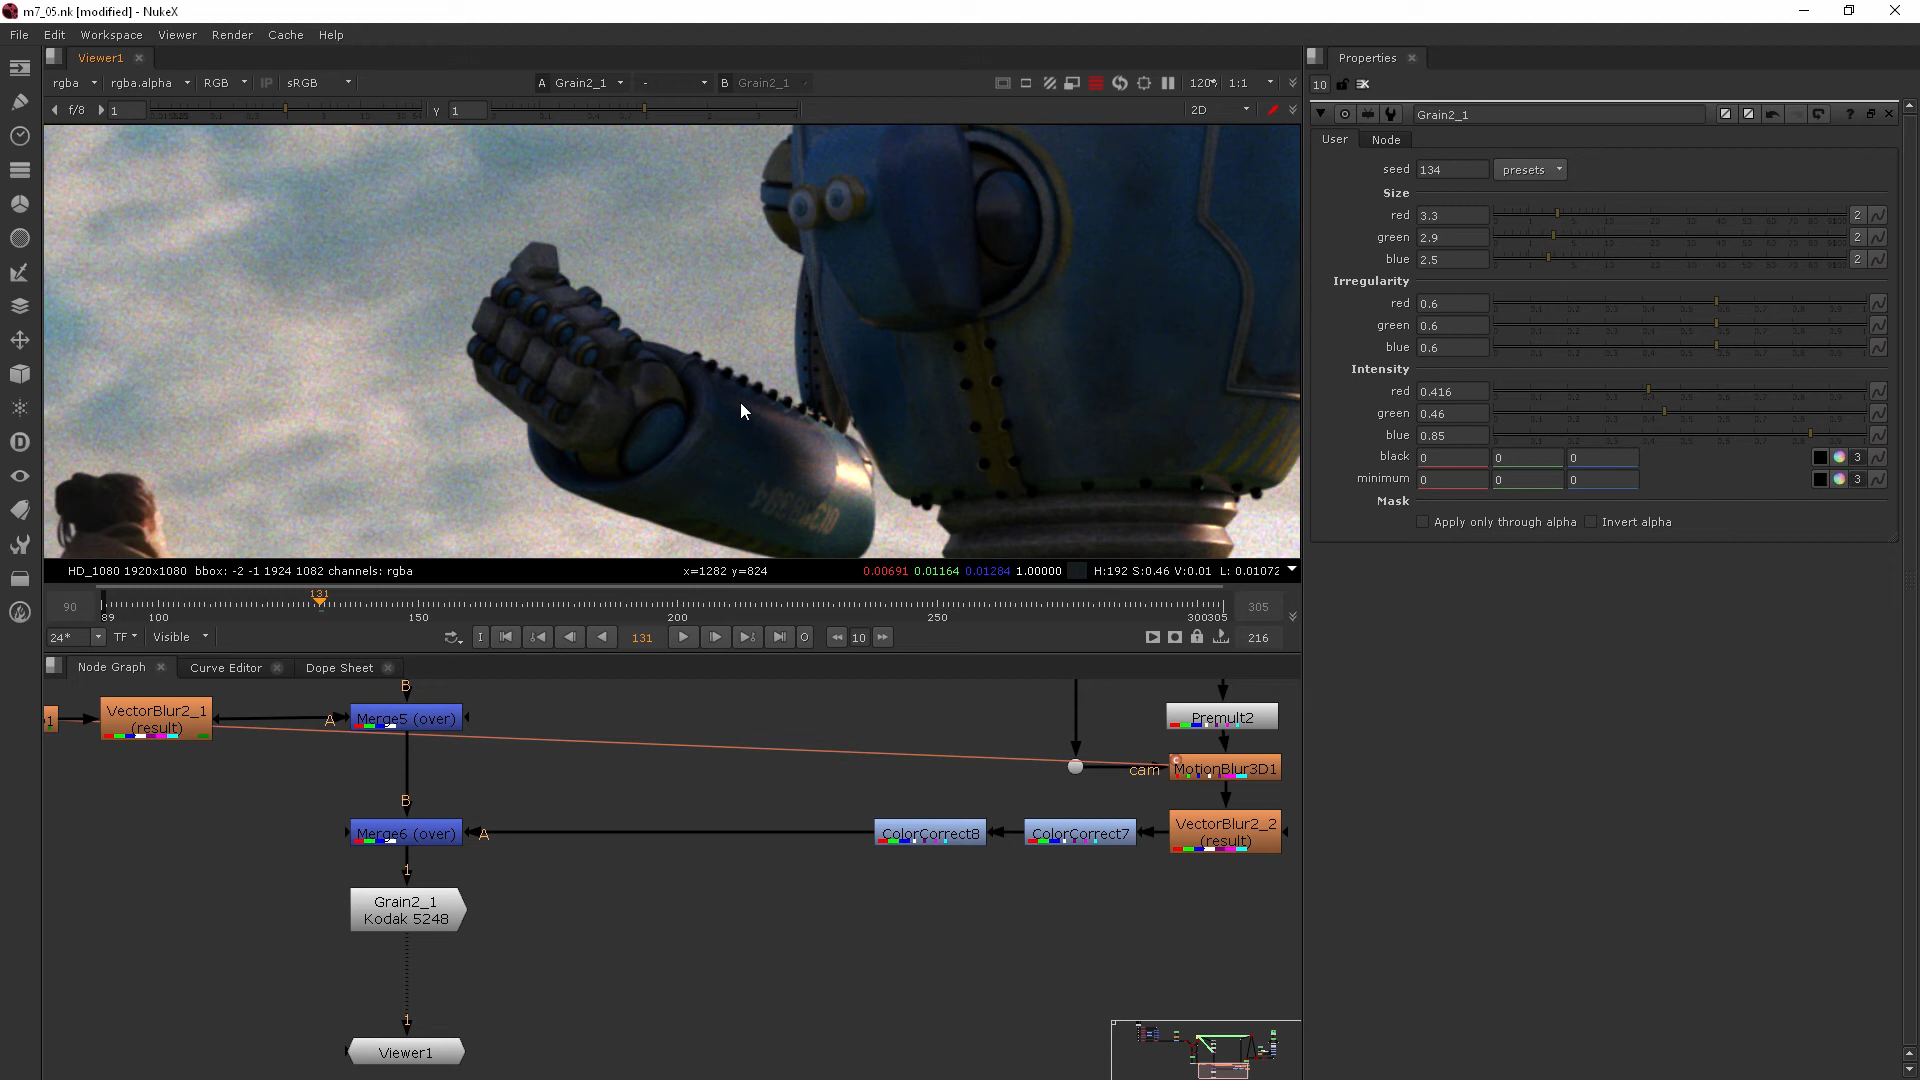 m7_05.nk [modified] - NukeX
File Edit Workspace Viewer Render Cache Help
Viewer1
rgba rgba.alpha RGB IP sRGB A Grain2_1 - B Grain2_1 120* 1:1
f/8 1 Y 1 2D
HD_1080 1920x1080 bbox: -2 -1 1924 1082 channels: rgba x=1282 y=824 0.00691 0.01164 0.01284 1.00000 H:192 S:0.46 V:0.01 L: 0.01072
90 131 305
89 100 150 200 250 300305
24* TF Visible I 131 O 10 216
Node Graph Curve Editor Dope Sheet
B
VectorBlur2_1
(result)
A
Merge5 (over)
Premult2
cam
MotionBlur3D1
B
Merge6 (over)
A
ColorCorrect8
ColorCorrect7
VectorBlur2_2
(result)
1
Grain2_1
Kodak 5248
1
Viewer1
Properties
10
Grain2_1
User Node
seed 134 presets
Size
red 3.3 2
green 2.9 2
blue 2.5 2
Irregularity
red 0.6
green 0.6
blue 0.6
Intensity
red 0.416
green 0.46
blue 0.85
black 0 0 0 3
minimum 0 0 0 3
Mask
Apply only through alpha Invert alpha